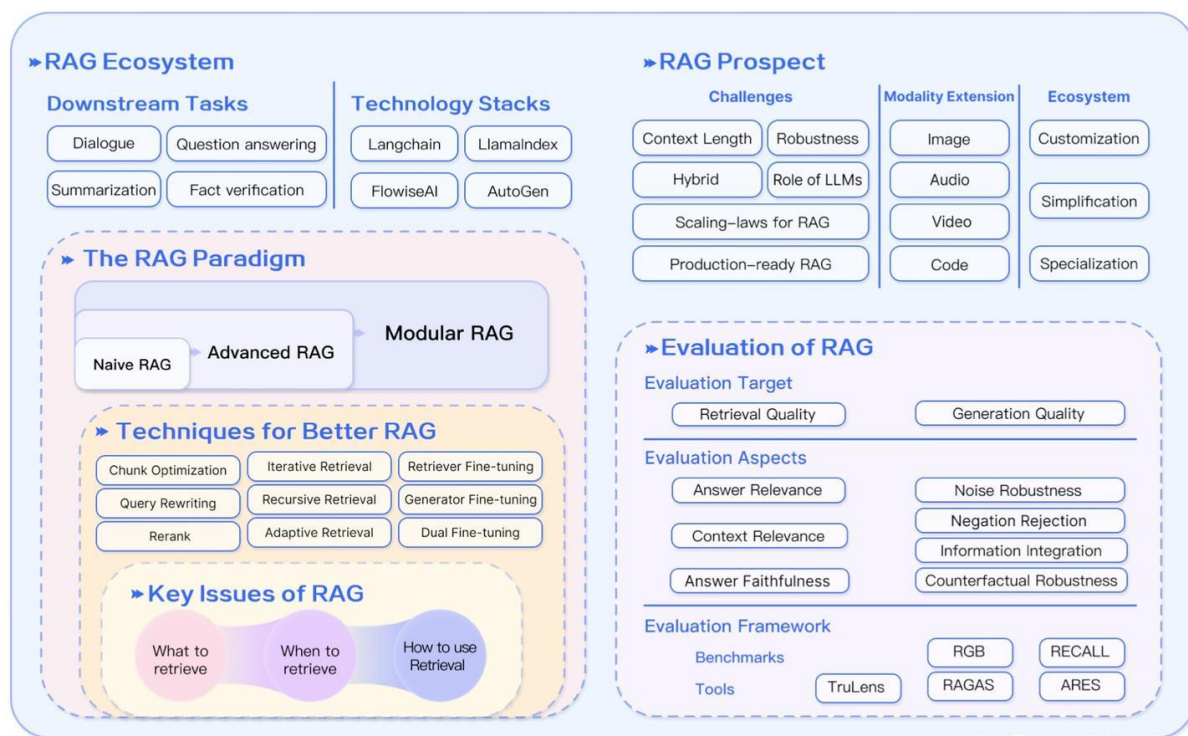 RAG Ecosystem
Downstream Tasks
Dialogue
Question answering
Summarization
Fact verification
Technology Stacks
Langchain
LlamaIndex
FlowiseAI
AutoGen
The RAG Paradigm
Naive RAG
Advanced RAG
Modular RAG
Techniques for Better RAG
Chunk Optimization
Iterative Retrieval
Retriever Fine-tuning
Query Rewriting
Recursive Retrieval
Generator Fine-tuning
Rerank
Adaptive Retrieval
Dual Fine-tuning
Key Issues of RAG
What to
retrieve
When to
retrieve
How to use
Retrieval
RAG Prospect
Challenges
Context Length
Robustness
Hybrid
Role of LLMs
Scaling-laws for RAG
Production-ready RAG
Modality Extension
Image
Audio
Video
Code
Ecosystem
Customization
Simplification
Specialization
Evaluation of RAG
Evaluation Target
Retrieval Quality
Generation Quality
Evaluation Aspects
Answer Relevance
Context Relevance
Answer Faithfulness
Noise Robustness
Negation Rejection
Information Integration
Counterfactual Robustness
Evaluation Framework
Benchmarks
RGB
RECALL
Tools
TruLens
RAGAS
ARES